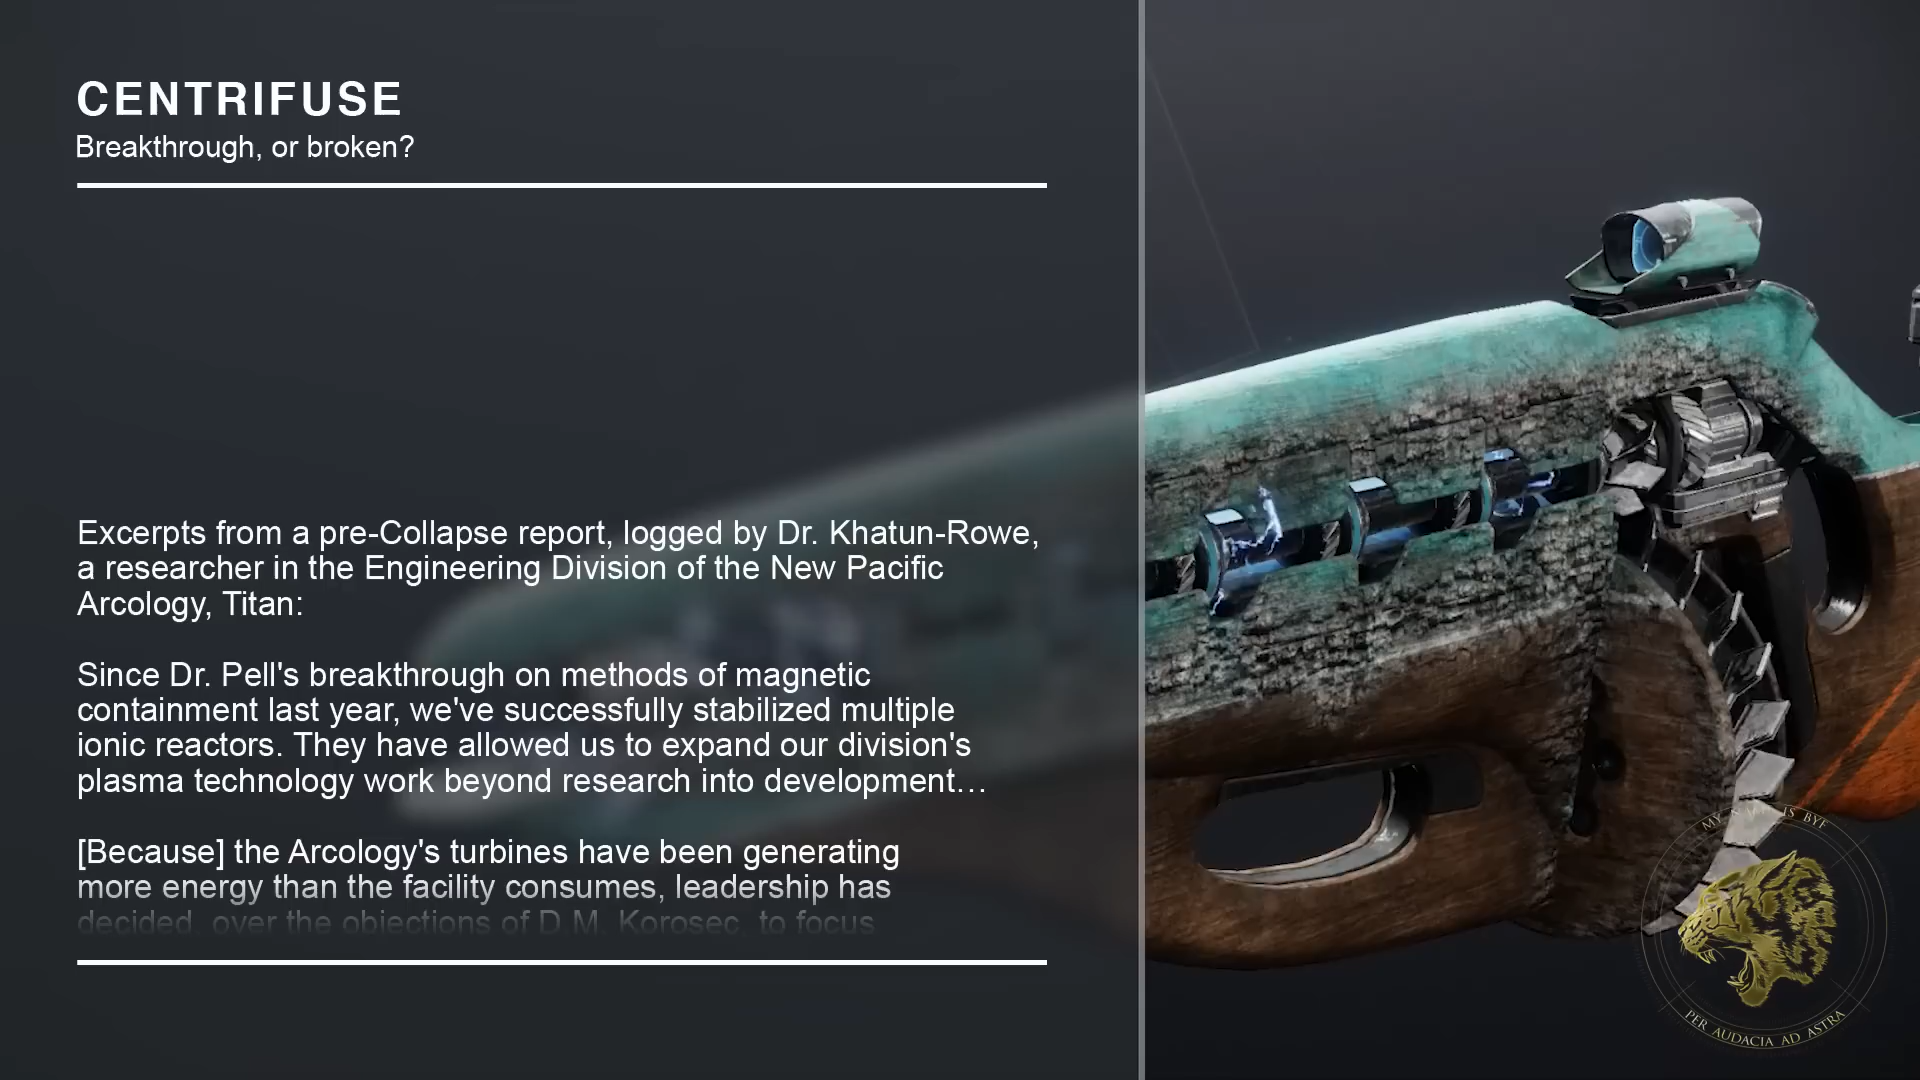 CENTRIFUSE
Breakthrough, or broken?
Excerpts from a pre-Collapse report, logged by Dr. Khatun-Rowe,
a researcher in the Engineering Division of the New Pacific
Arcology, Titan:
Since Dr. Pell's breakthrough on methods of magnetic
containment last year, we've successfully stabilized multiple
ionic reactors. They have allowed us to expand our division's
plasma technology work beyond research into development…
[Because] the Arcology's turbines have been generating
more energy than the facility consumes, leadership has
decided, over the objections of D.M. Korosec, to focus
MY NAME IS BYF
PER AUDACIA AD ASTRA